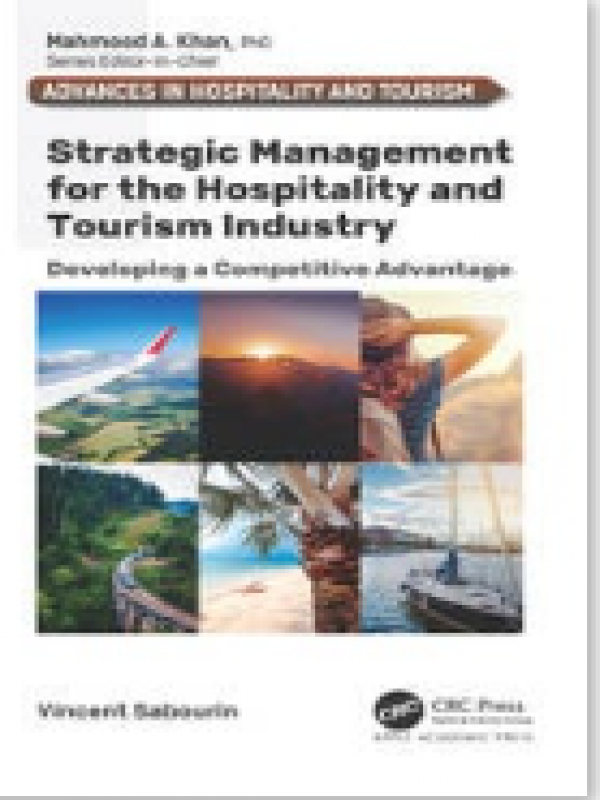 Mahmood A. Khan, PhD
Series Editor-in-Chief
ADVANCES IN HOSPITALITY AND TOURISM
Strategic Management
for the Hospitality and
Tourism Industry
Developing a Competitive Advantage
Vincent Sabourin
CRC CRC Press
APPLE ACADEMIC PRESS